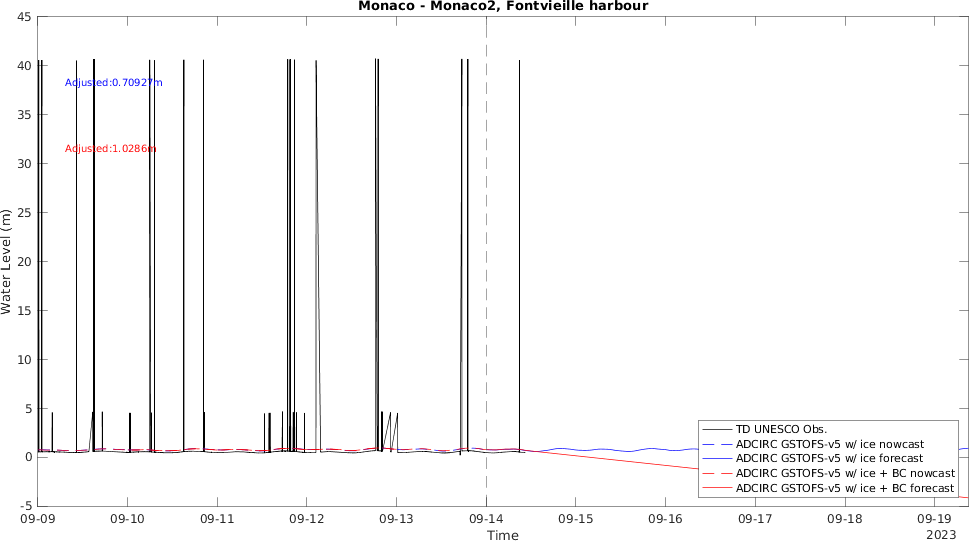 Monaco - Monaco2, Fontvieille harbour
45
40
35
30
25
20
15
10
5
0
-5
Water Level (m)
Adjusted:0.70927m
Adjusted:1.0286m
TD UNESCO Obs.
ADCIRC GSTOFS-v5 w/ ice nowcast
ADCIRC GSTOFS-v5 w/ ice forecast
ADCIRC GSTOFS-v5 w/ ice + BC nowcast
ADCIRC GSTOFS-v5 w/ ice + BC forecast
09-09 09-10 09-11 09-12 09-13 09-14 09-15 09-16 09-17 09-18 09-19
Time
2023